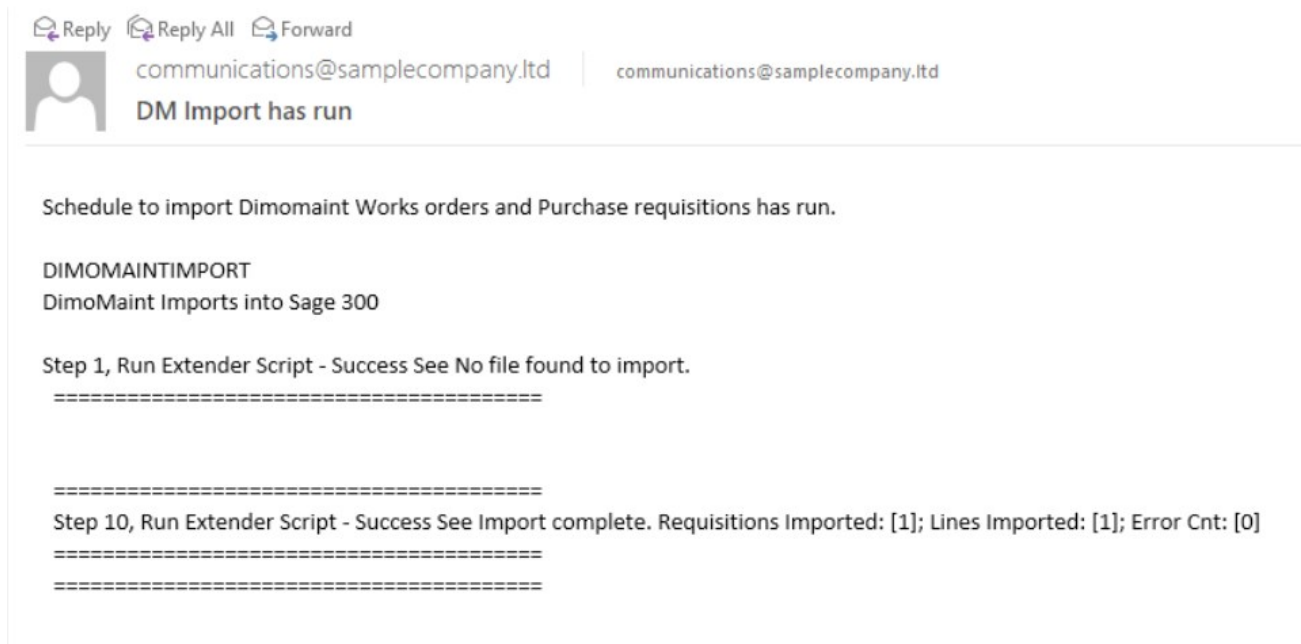 Reply Reply All Forward
communications@samplecompany.ltd communications@samplecompany.ltd
DM Import has run
Schedule to import Dimomaint Works orders and Purchase requisitions has run.
DIMOMAINTIMPORT
DimoMaint Imports into Sage 300
Step 1, Run Extender Script - Success See No file found to import.
========================================
========================================
Step 10, Run Extender Script - Success See Import complete. Requisitions Imported: [1]; Lines Imported: [1]; Error Cnt: [0]
========================================
========================================